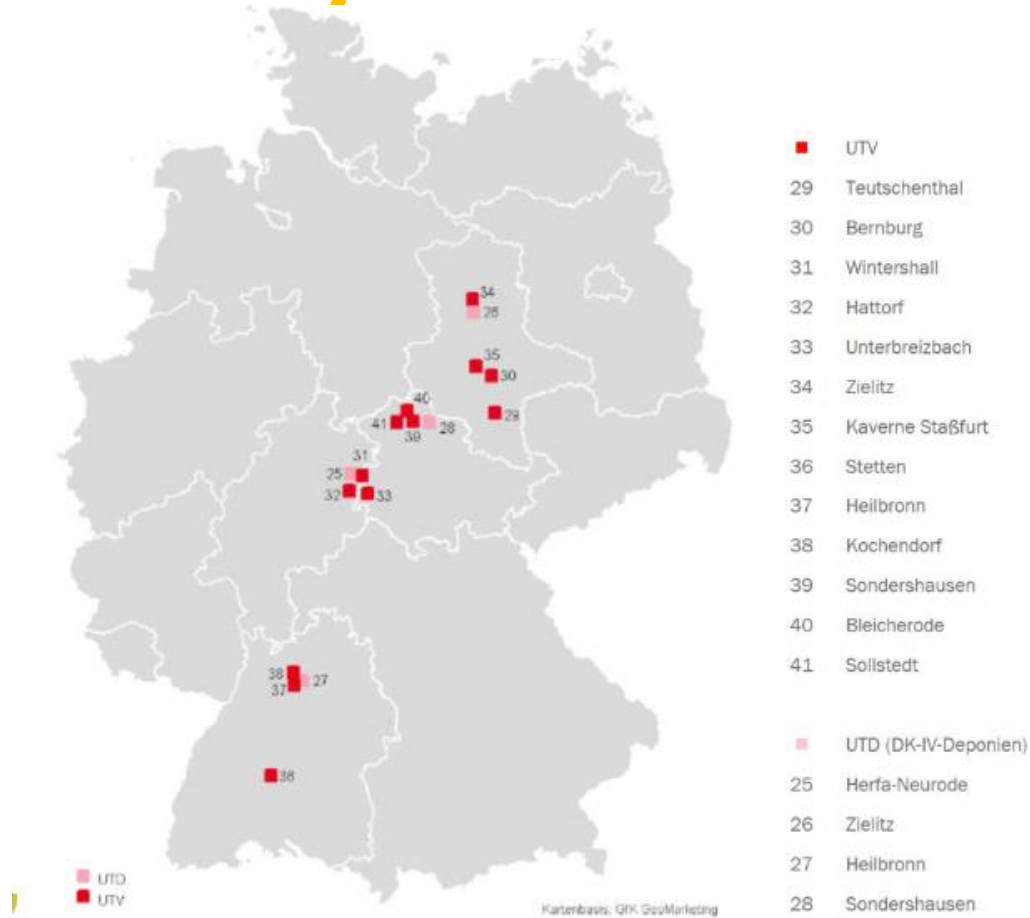 34
26
35
30
40
29
41
39
28
31
25
32
33
38
27
37
38
UTD
UTV
Kartenbasis: GfK GeoMarketing
UTV
29 Teutschenthal
30 Bernburg
31 Wintershall
32 Hattorf
33 Unterbreizbach
34 Zielitz
35 Kaverne Staßfurt
36 Stetten
37 Heilbronn
38 Kochendorf
39 Sondershausen
40 Bleicherode
41 Sollstedt
UTD (DK-IV-Deponien)
25 Herfa-Neurode
26 Zielitz
27 Heilbronn
28 Sondershausen